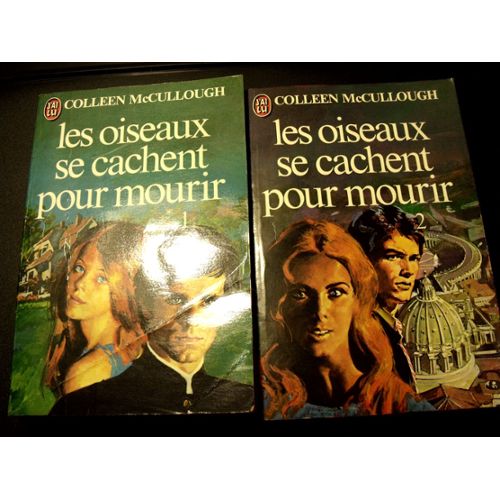 J'AI
LU
COLLEEN McCULLOUGH
les oiseaux
se cachent
pour mourir
1
J'AI
LU
COLLEEN McCULLOUGH
les oiseaux
se cachent
pour mourir
2